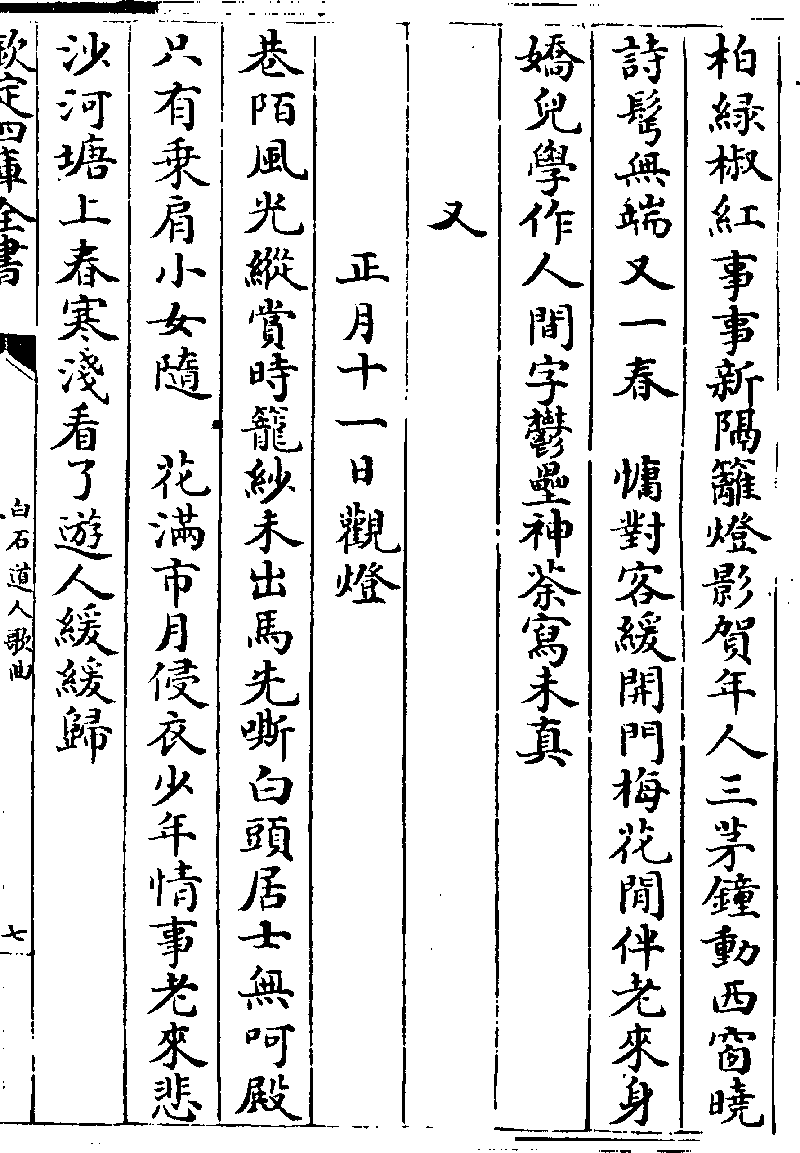 柏緑椒紅事事新隔籬燈影賀年人三茅鐘動西窗曉
詩鬂無端又一春　慵對客緩開門梅花閒伴老來身
嬌兒學作人間字鬱壘神荼寫未真
又
正月十一日觀燈
巷陌風光縱賞時籠紗未出馬先嘶白頭居士無呵殿
只有乗肩小女隨　花滿市月侵衣少年情事老來悲
沙河塘上春寒淺看了遊人緩緩歸
欽定四庫全書
白石道人歌曲
七